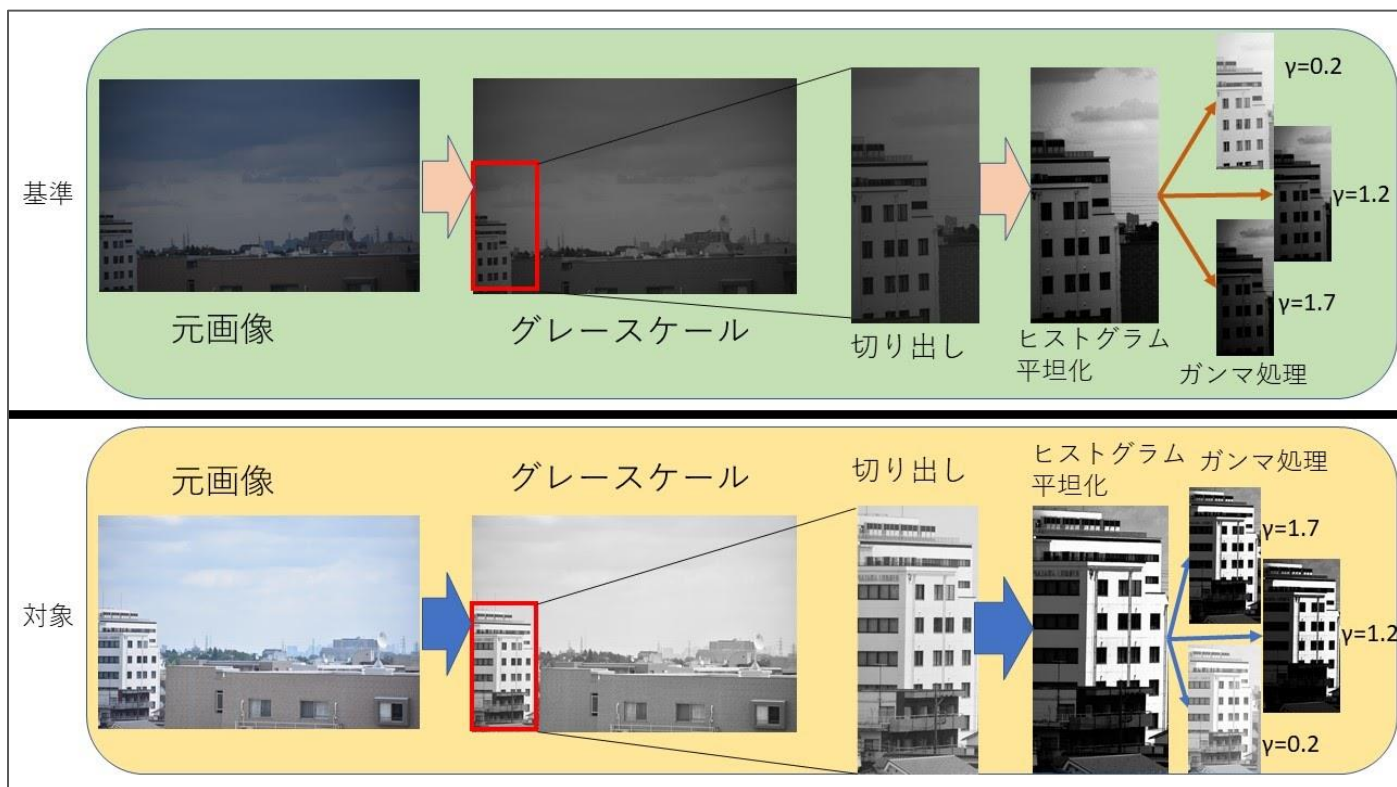 基準
元画像
グレースケール
切り出し
ヒストグラム
平坦化
ガンマ処理
γ=0.2
γ=1.2
γ=1.7
対象
元画像
グレースケール
切り出し
ヒストグラム
平坦化
ガンマ処理
γ=1.7
γ=1.2
γ=0.2